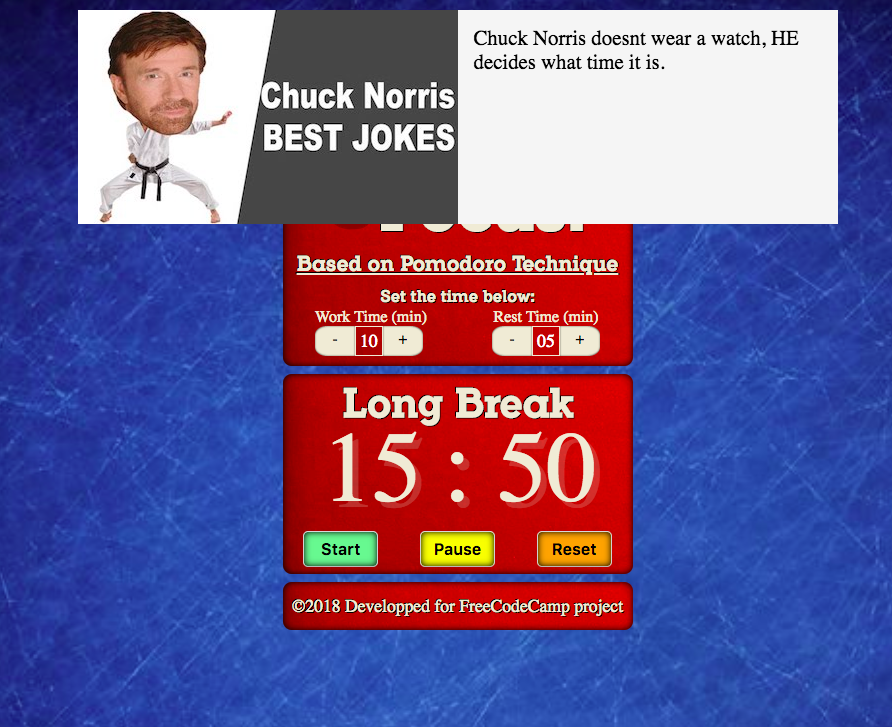 Chuck Norris
BEST JOKES
Chuck Norris doesnt wear a watch, HE
decides what time it is.
Based on Pomodoro Technique
Set the time below:
Work Time (min) Rest Time (min)
- 10 + - 05 +
Long Break
15 : 50
Start Pause Reset
©2018 Developped for FreeCodeCamp project